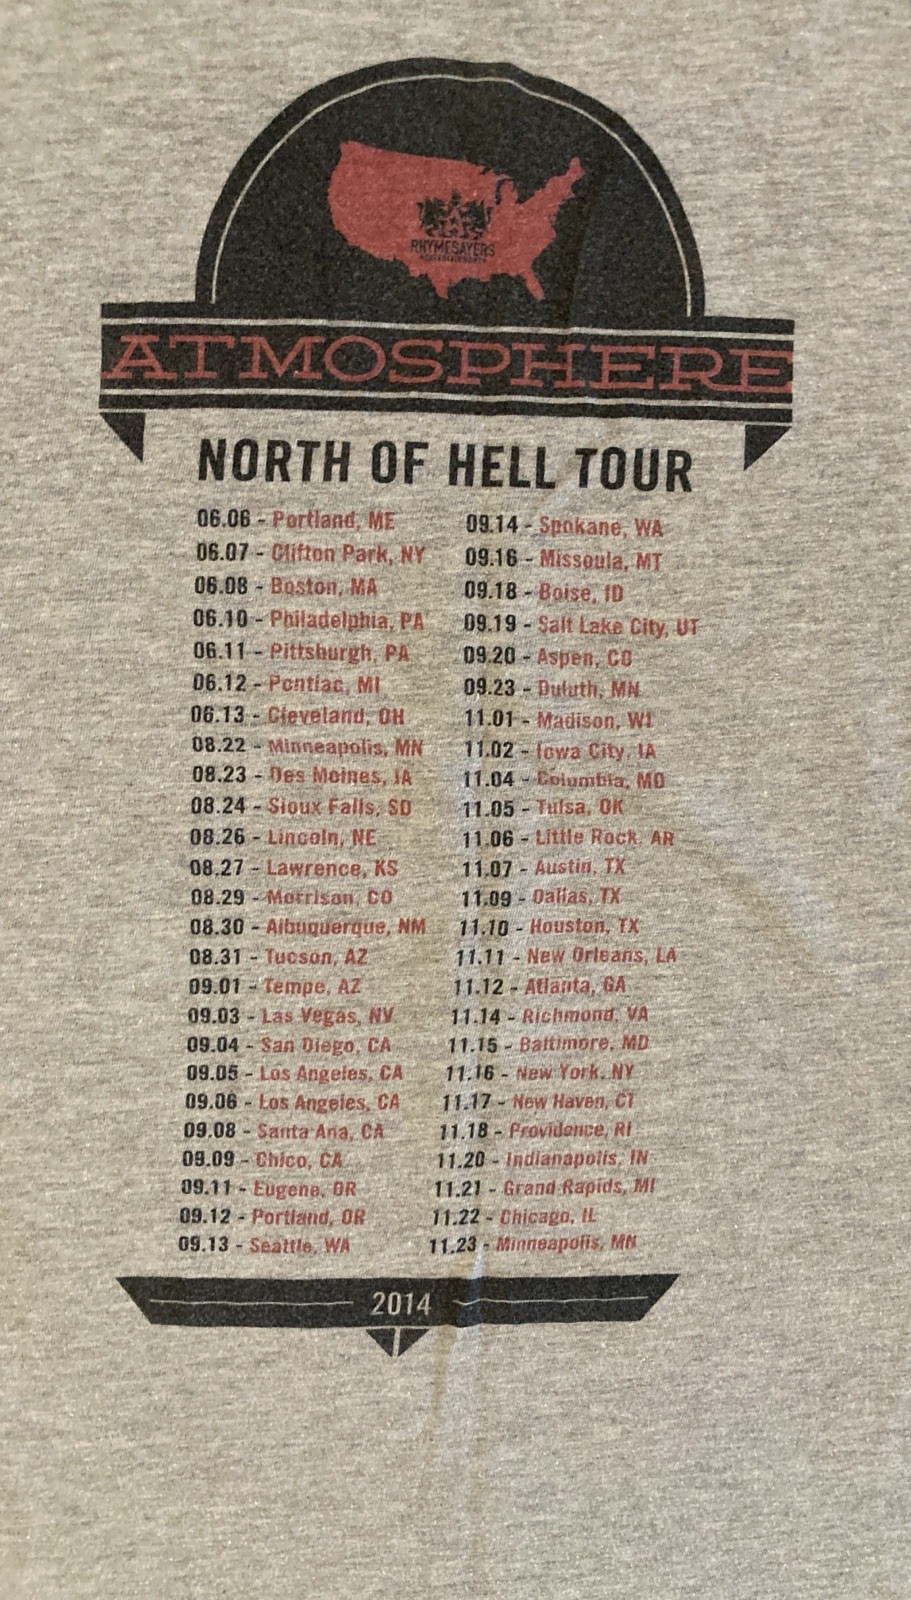 RHYMESAYERS
ATMOSPHERE
NORTH OF HELL TOUR
06.06 - Portland, ME
06.07 - Clifton Park, NY
06.08 - Boston, MA
06.10 - Philadelphia, PA
06.11 - Pittsburgh, PA
06.12 - Pontiac, MI
06.13 - Cleveland, OH
08.22 - Minneapolis, MN
08.23 - Des Moines, IA
08.24 - Sioux Falls, SD
08.26 - Lincoln, NE
08.27 - Lawrence, KS
08.29 - Morrison, CO
08.30 - Albuquerque, NM
08.31 - Tucson, AZ
09.01 - Tempe, AZ
09.03 - Las Vegas, NV
09.04 - San Diego, CA
09.05 - Los Angeles, CA
09.06 - Los Angeles, CA
09.08 - Santa Ana, CA
09.09 - Chico, CA
09.11 - Eugene, OR
09.12 - Portland, OR
09.13 - Seattle, WA
09.14 - Spokane, WA
09.16 - Missoula, MT
09.18 - Boise, ID
09.19 - Salt Lake City, UT
09.20 - Aspen, CO
09.23 - Duluth, MN
11.01 - Madison, WI
11.02 - Iowa City, IA
11.04 - Columbia, MO
11.05 - Tulsa, OK
11.06 - Little Rock, AR
11.07 - Austin, TX
11.09 - Dallas, TX
11.10 - Houston, TX
11.11 - New Orleans, LA
11.12 - Atlanta, GA
11.14 - Richmond, VA
11.15 - Baltimore, MD
11.16 - New York, NY
11.17 - New Haven, CT
11.18 - Providence, RI
11.20 - Indianapolis, IN
11.21 - Grand Rapids, MI
11.22 - Chicago, IL
11.23 - Minneapolis, MN
2014